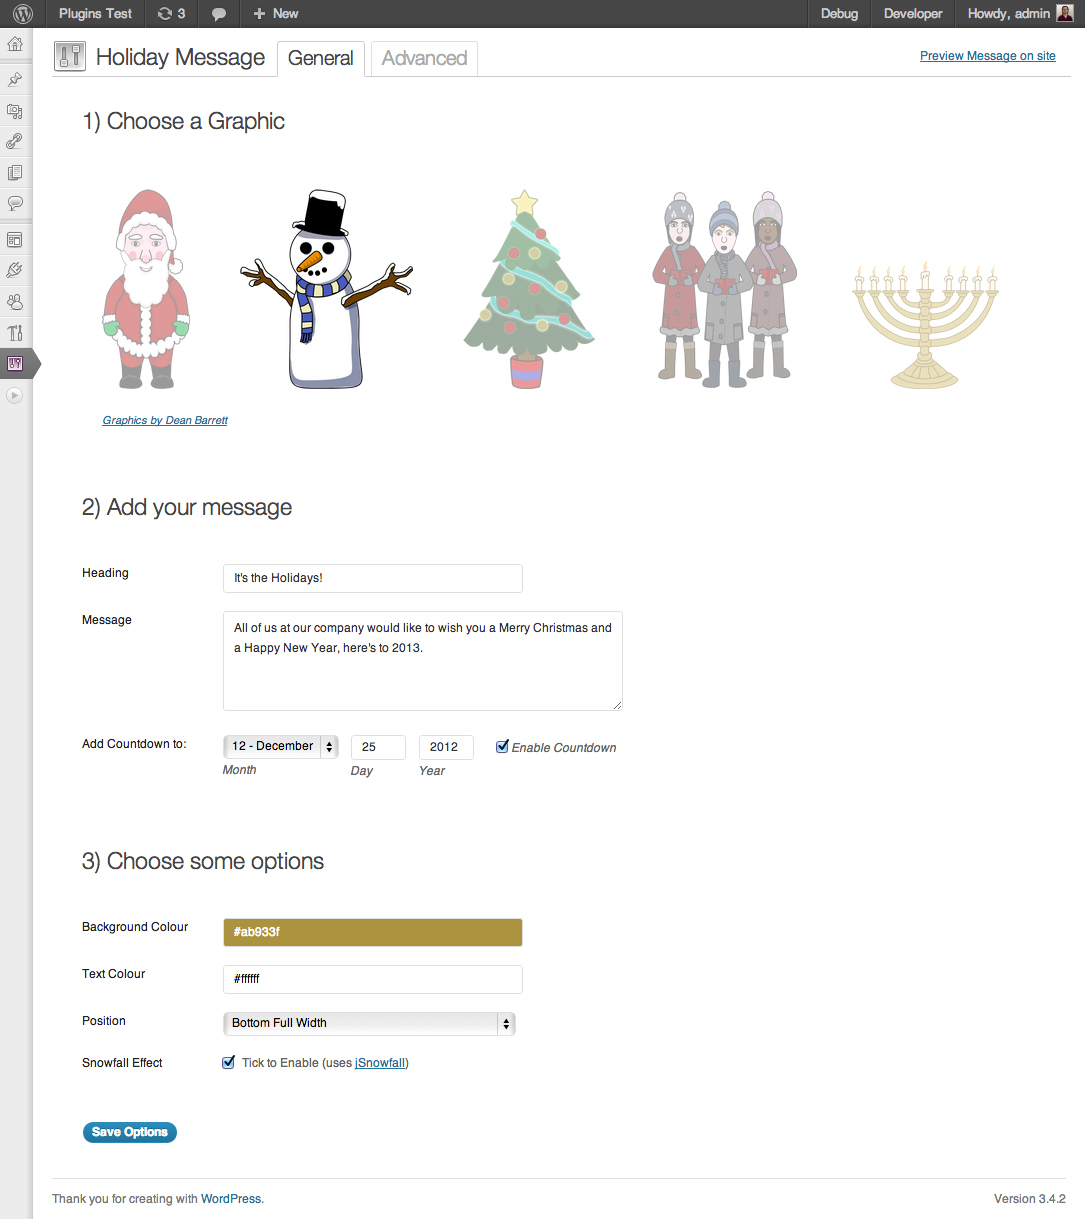 Plugins Test 3 + New Debug Developer Howdy, admin
Holiday Message General Advanced Preview Message on site
1) Choose a Graphic
Graphics by Dean Barrett
2) Add your message
Heading It's the Holidays!
Message All of us at our company would like to wish you a Merry Christmas and
a Happy New Year, here's to 2013.
Add Countdown to: 12 - December 25 2012 Enable Countdown
Month Day Year
3) Choose some options
Background Colour #ab933f
Text Colour #ffffff
Position Bottom Full Width
Snowfall Effect Tick to Enable (uses jSnowfall)
Save Options
Thank you for creating with WordPress. Version 3.4.2